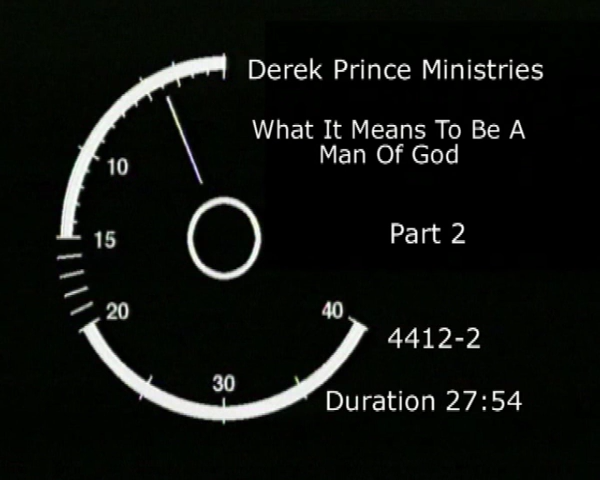 Derek Prince Ministries
What It Means To Be A
Man Of God
10
15
Part 2
20
40
4412-2
30
Duration 27:54